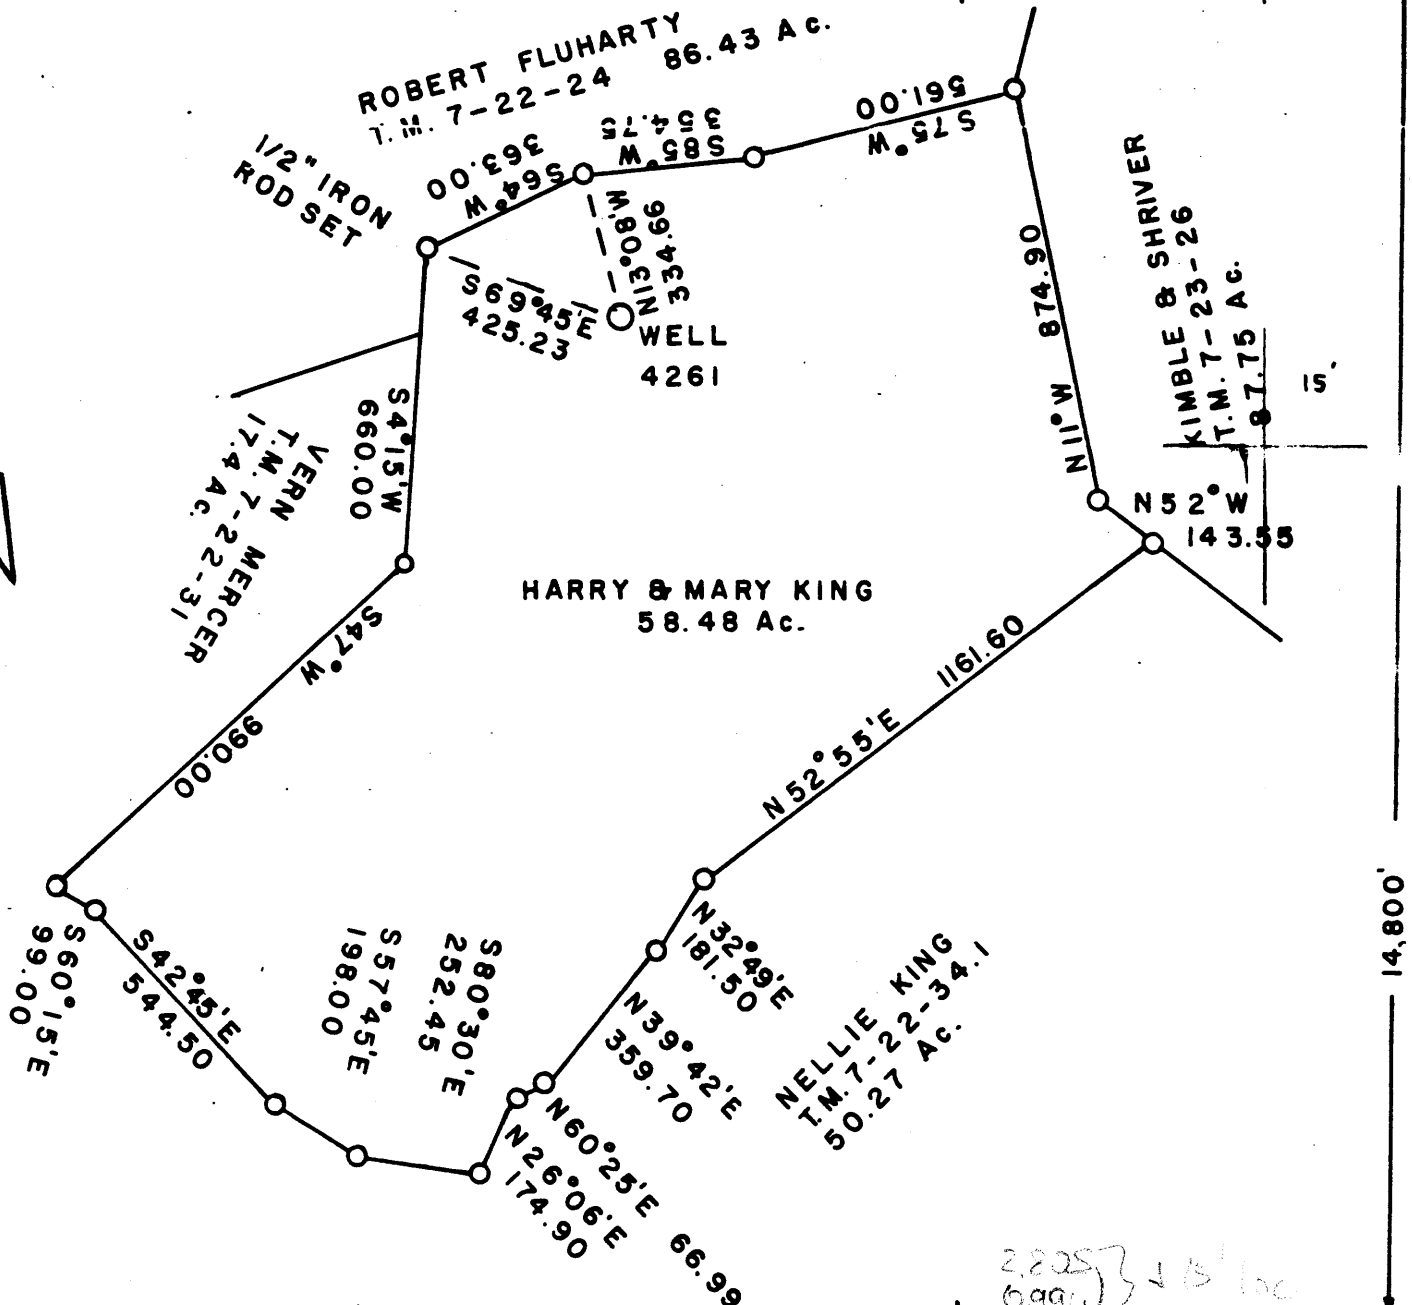 ROBERT FLUHARTY
T.M. 7-22-24 86.43 Ac.
1/2" IRON
ROD SET
363.00
S64°W
354.75
S85°W
561.00
S75°W
N13°08'W
334.66
S69°45'E
425.23
WELL
4261
874.90
N11°W
KIMBLE & SHRIVER
T.M. 7-23-26
87.75 Ac.
15'
N52°W
143.55
S4°15'W
660.00
VERN MERCER
T.M. 7-22-31
17.4 Ac.
HARRY & MARY KING
58.48 Ac.
S47°W
990.00
1161.60
N52°55'E
S60°15'E
99.00
S42°45'E
544.50
S57°45'E
198.00
S80°30'E
252.45
N32°49'E
181.50
N39°42'E
359.70
N60°25'E 66.99
N26°06'E
174.90
NELLIE KING
T.M. 7-22-34.1
50.27 Ac.
14,800'